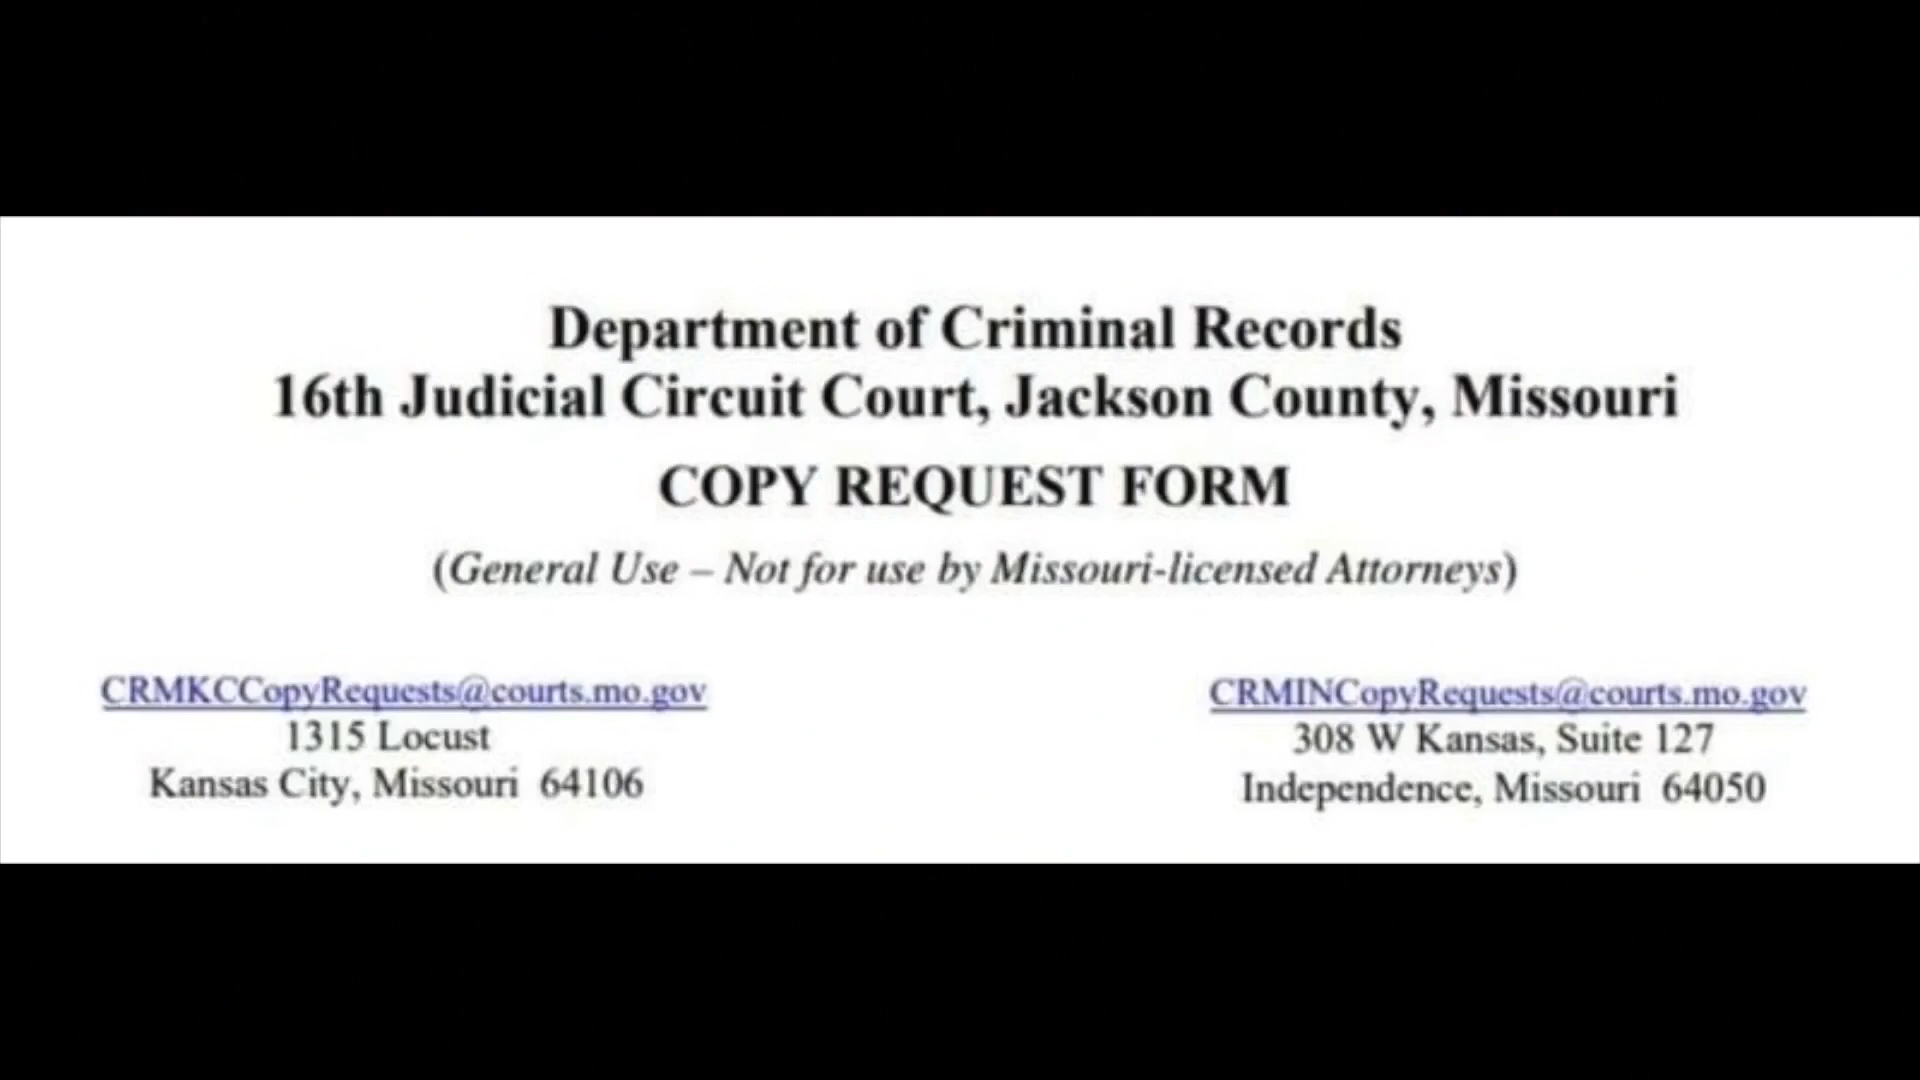 Department of Criminal Records
16th Judicial Circuit Court, Jackson County, Missouri
COPY REQUEST FORM
(General Use – Not for use by Missouri-licensed Attorneys)
CRMKCCopyRequests@courts.mo.gov
1315 Locust
Kansas City, Missouri 64106
CRMINCopyRequests@courts.mo.gov
308 W Kansas, Suite 127
Independence, Missouri 64050